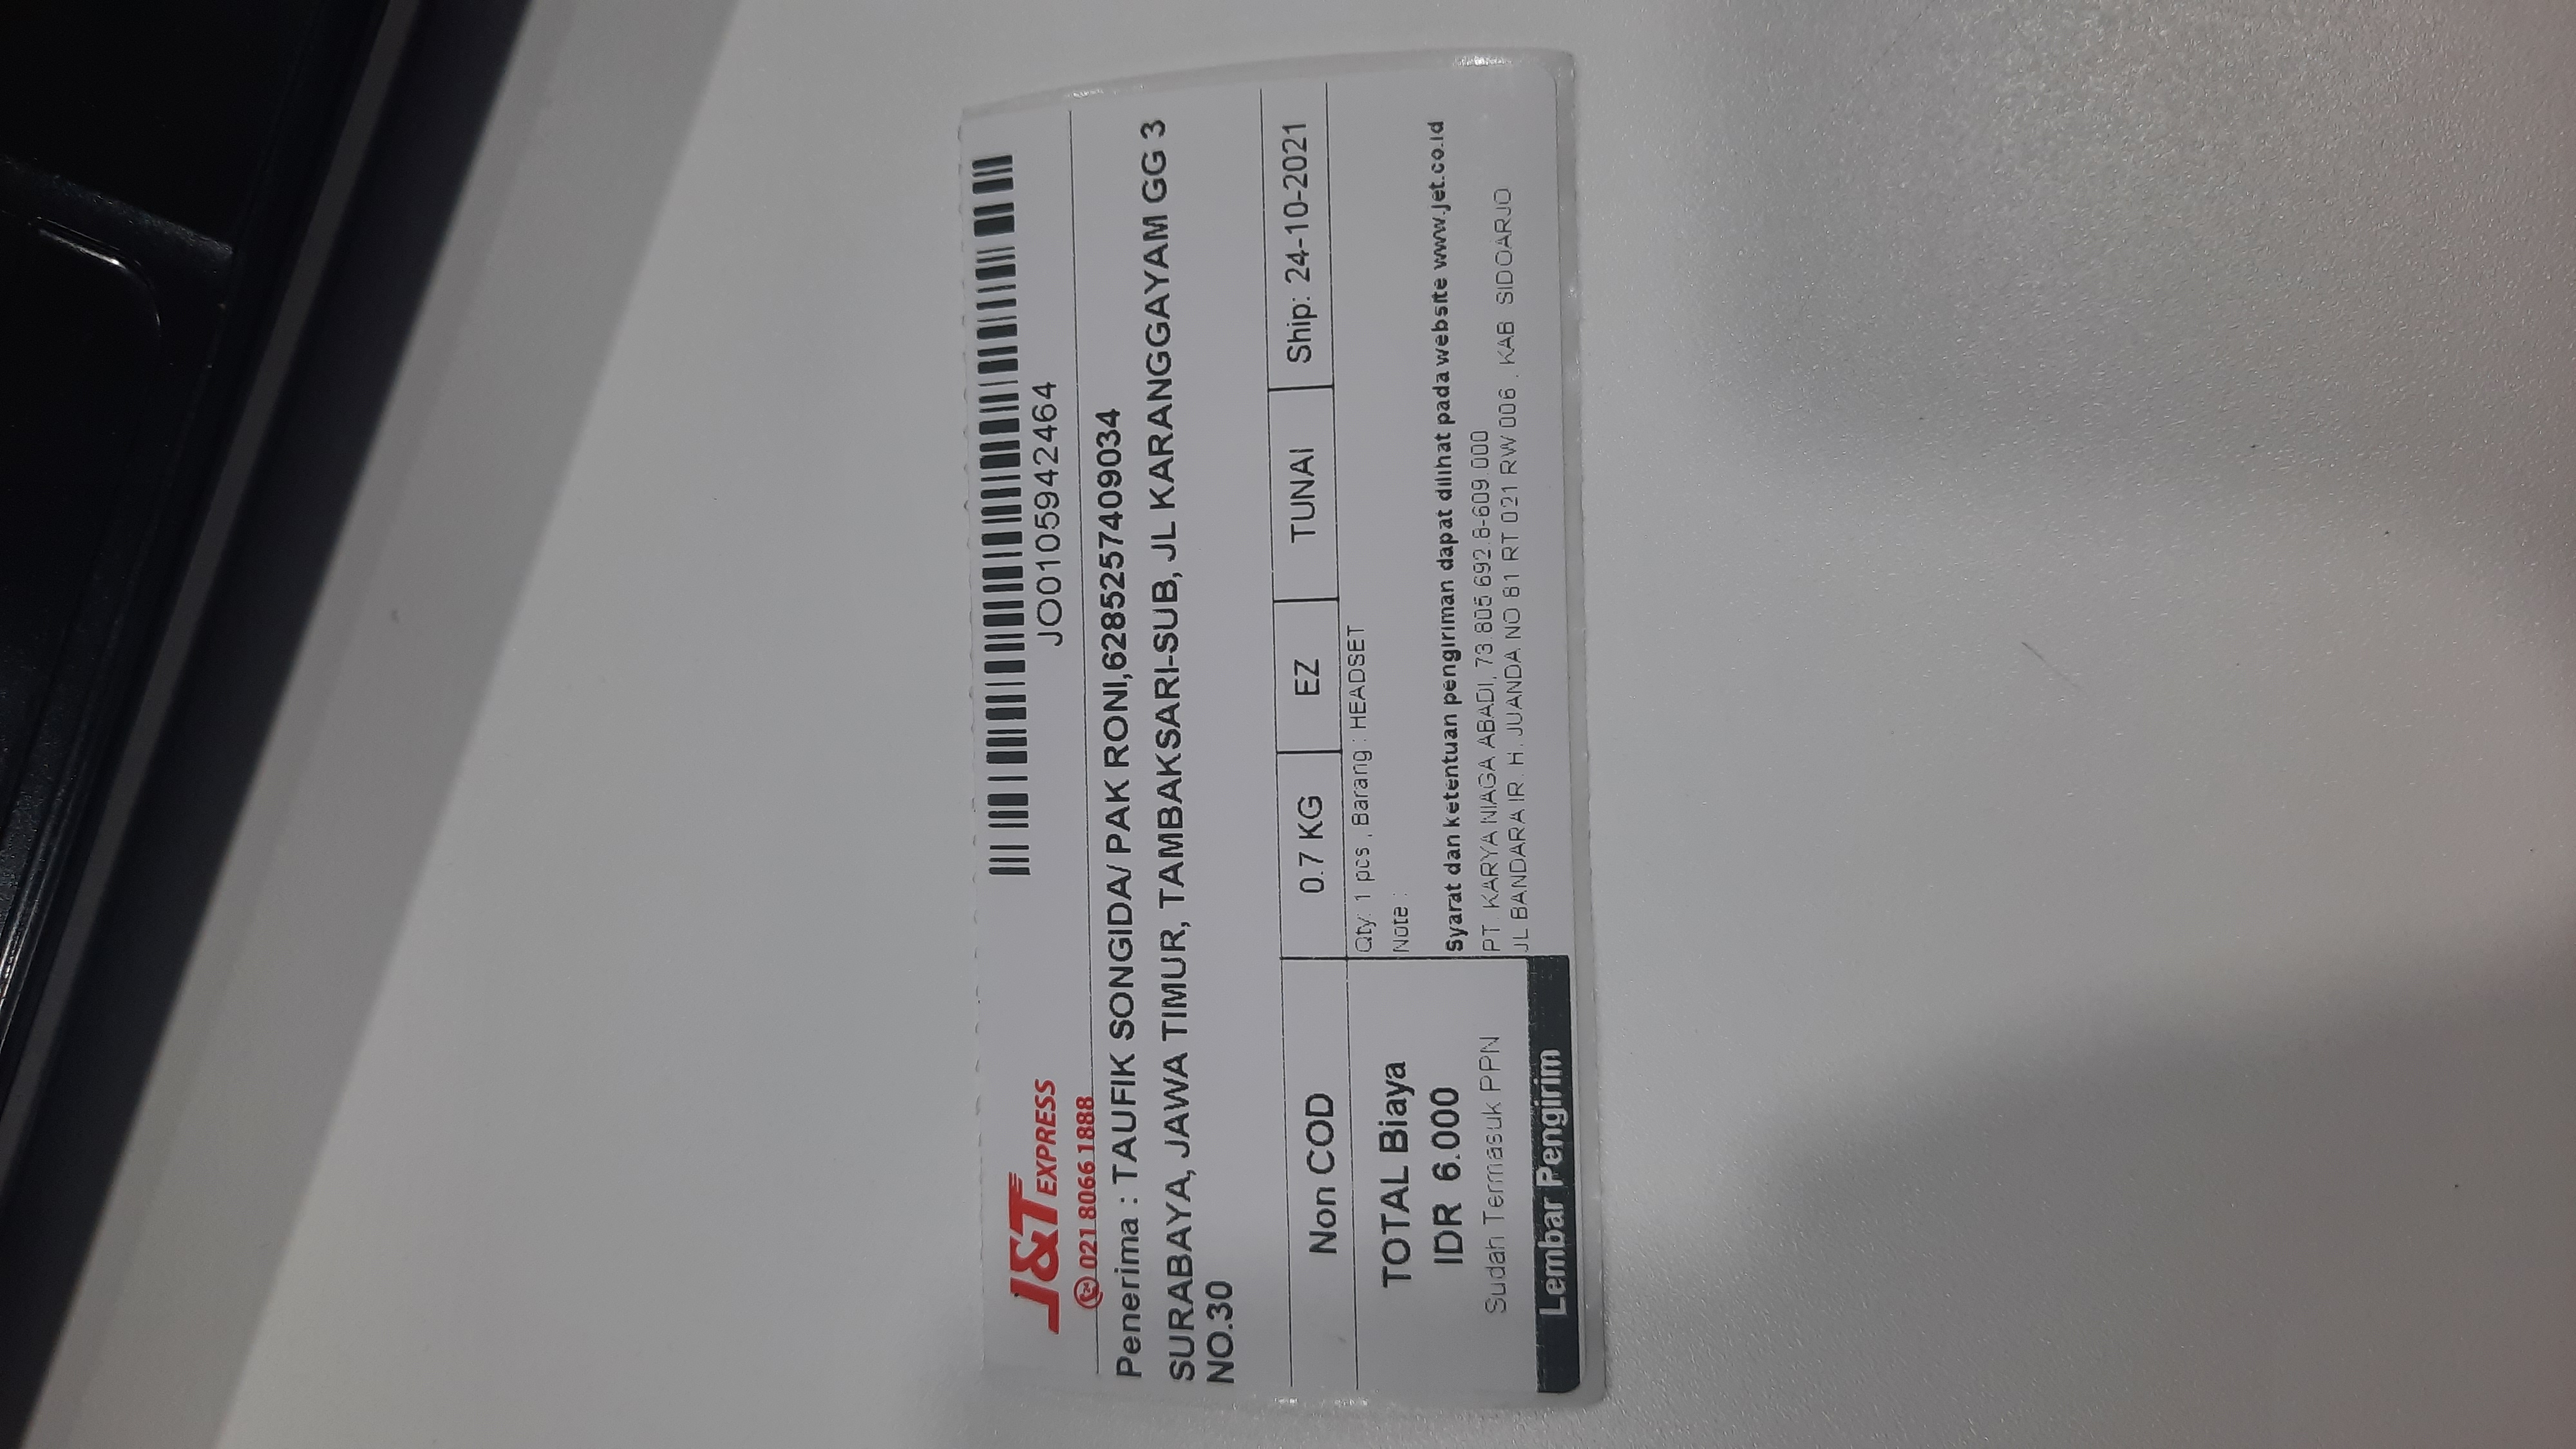 J&T EXPRESS
021 8066 1888
JO0105942464
Penerima : TAUFIK SONGIDA/ PAK RONI,6285257409034
SURABAYA, JAWA TIMUR, TAMBAKSARI-SUB, JL KARANGGAYAM GG 3
NO.30
Non COD
0.7 KG
EZ
TUNAI
Ship: 24-10-2021
TOTAL Biaya
IDR 6.000
Sudah Termasuk PPN
Lembar Pengirim
Qty: 1 pcs , Barang : HEADSET
Note :
Syarat dan ketentuan pengiriman dapat dilihat pada website www.jet.co.id
PT. KARYA NIAGA ABADI, 73.805.692.8-609.000
JL BANDARA IR. H. JUANDA NO 81 RT 021 RW 006 , KAB. SIDOARJO